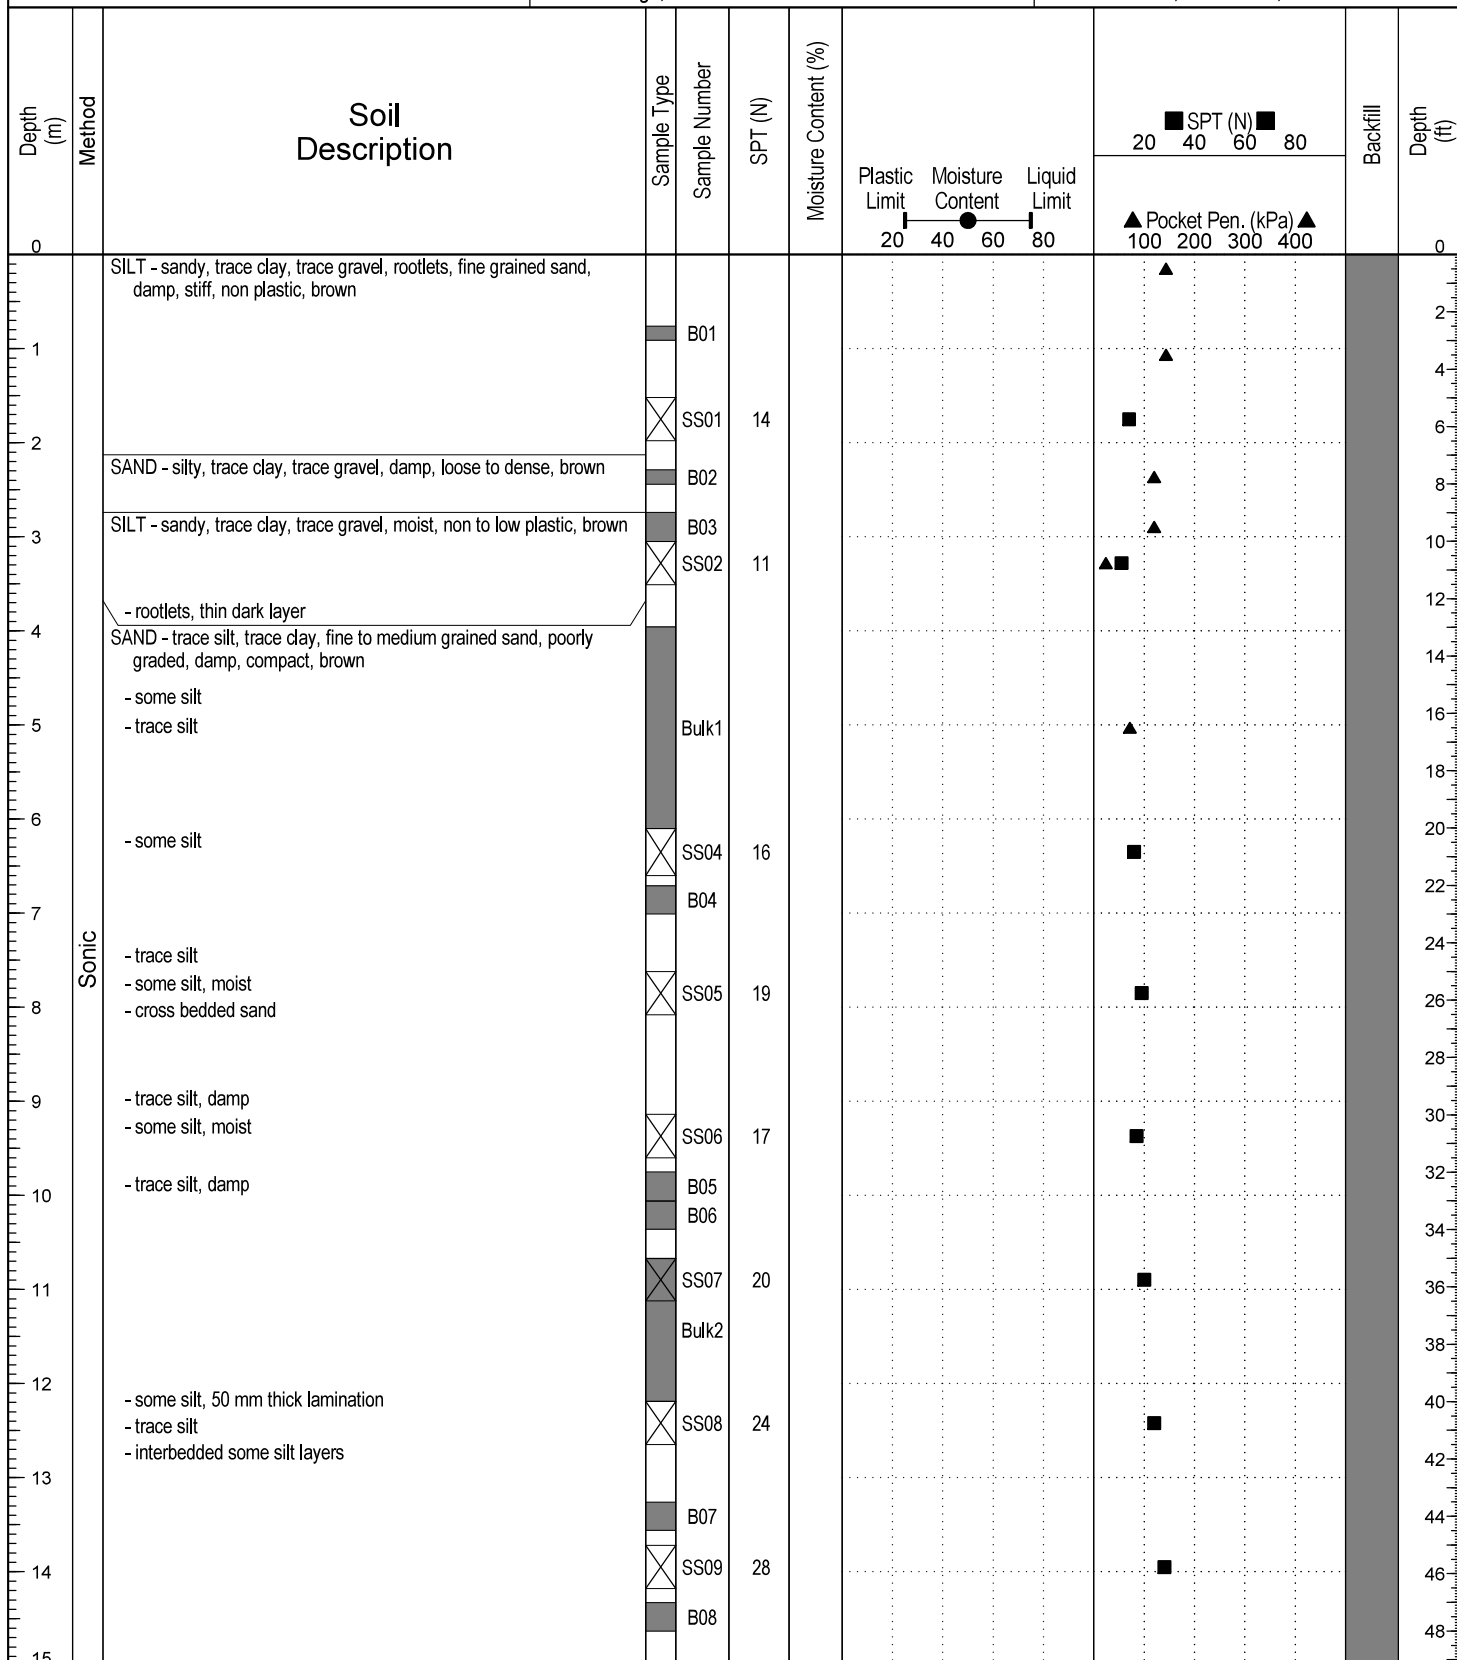 Depth
(m)
Method
Soil
Description
Sample Type
Sample Number
SPT (N)
Moisture Content (%)
Plastic
Limit
Moisture
Content
Liquid
Limit
20 40 60 80
■ SPT (N) ■
20 40 60 80
▲ Pocket Pen. (kPa) ▲
100 200 300 400
Backfill
Depth
(ft)
0
0
SILT - sandy, trace clay, trace gravel, rootlets, fine grained sand,
damp, stiff, non plastic, brown
2
B01
1
4
SS01 14
6
2
SAND - silty, trace clay, trace gravel, damp, loose to dense, brown
B02
8
SILT - sandy, trace clay, trace gravel, moist, non to low plastic, brown
B03
3
10
SS02 11
- rootlets, thin dark layer
12
4
SAND - trace silt, trace clay, fine to medium grained sand, poorly
graded, damp, compact, brown
14
- some silt
16
5
- trace silt
Bulk1
18
6
20
- some silt
SS04 16
22
B04
7
Sonic
24
- trace silt
- some silt, moist
SS05 19
26
8
- cross bedded sand
28
9
- trace silt, damp
30
- some silt, moist
SS06 17
32
- trace silt, damp
B05
10
B06
34
SS07 20
36
11
Bulk2
38
12
- some silt, 50 mm thick lamination
40
SS08 24
- trace silt
- interbedded some silt layers
42
13
B07
44
SS09 28
14
46
B08
48
15